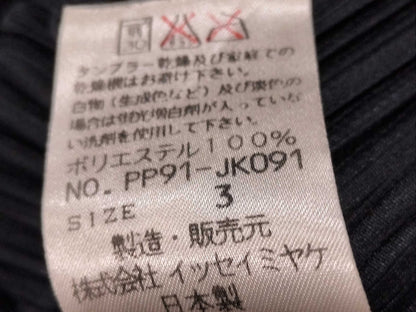 タンブラー乾燥及び家庭での
乾燥機はお避け下さい。
白物（生成色など）及び淡色の
場合は蛍光増白剤が入っていな
い洗剤を使用して下さい。
ポリエステル100%
NO. PP91-JK091
SIZE 3
製造・販売元
株式会社 イッセイミヤケ
日本製